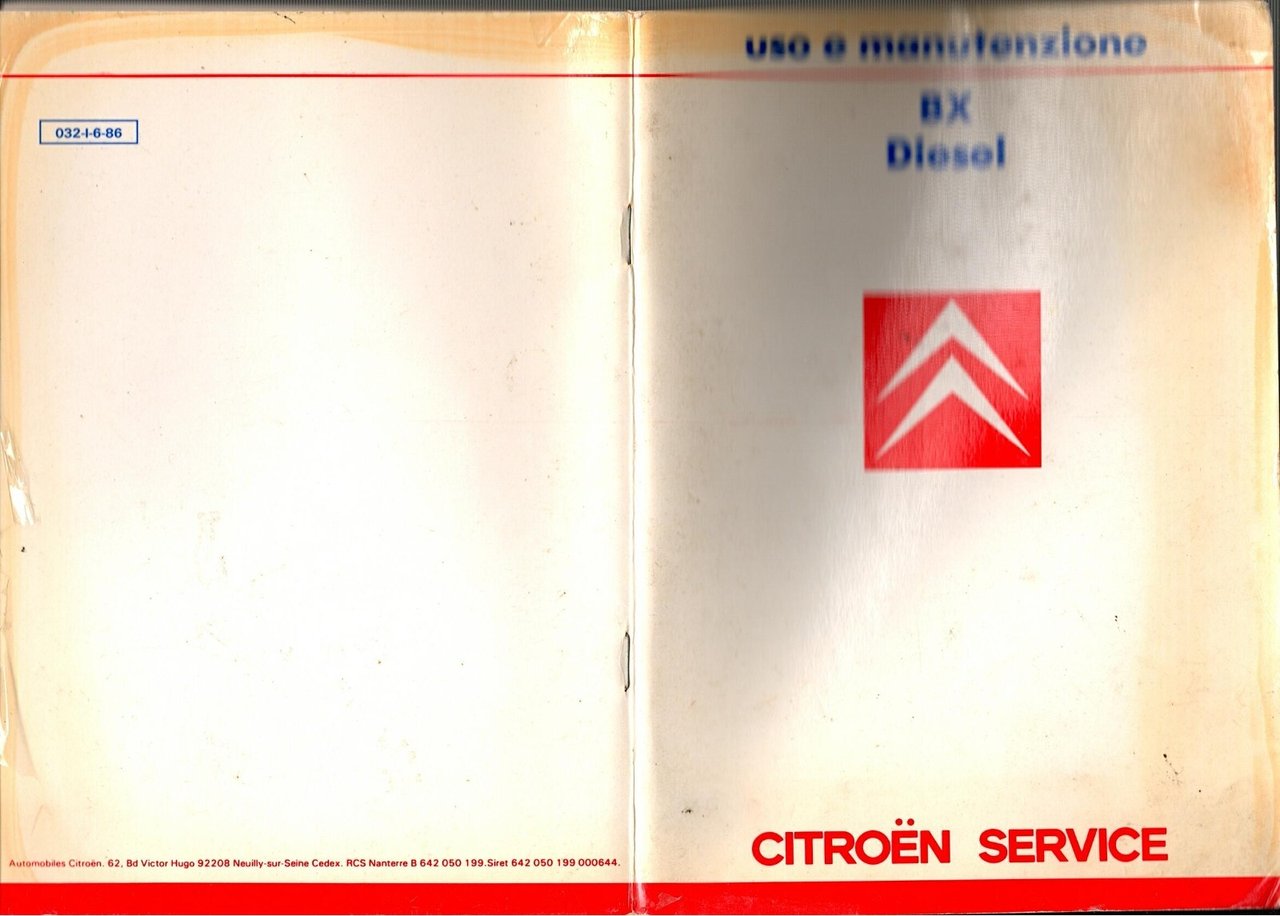 032-I-6-86
Automobiles Citroën. 62, Bd Victor Hugo 92208 Neuilly-sur-Seine Cedex. RCS Nanterre B 642 050 199.Siret 642 050 199 000644.
uso e manutenzione
BX
Diesel
CITROËN SERVICE